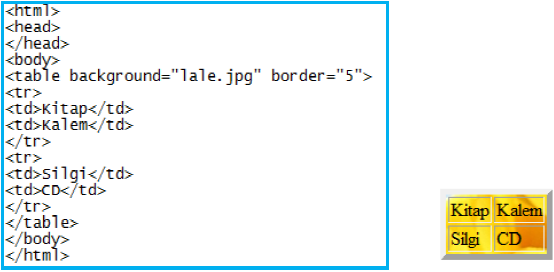 <html>
<head>
</head>
<body>
<table background="lale.jpg" border="5">
<tr>
<td>Kitap</td>
<td>Kalem</td>
</tr>
<tr>
<td>Silgi</td>
<td>CD</td>
</tr>
</table>
</body>
</html>
Kitap Kalem
Silgi CD